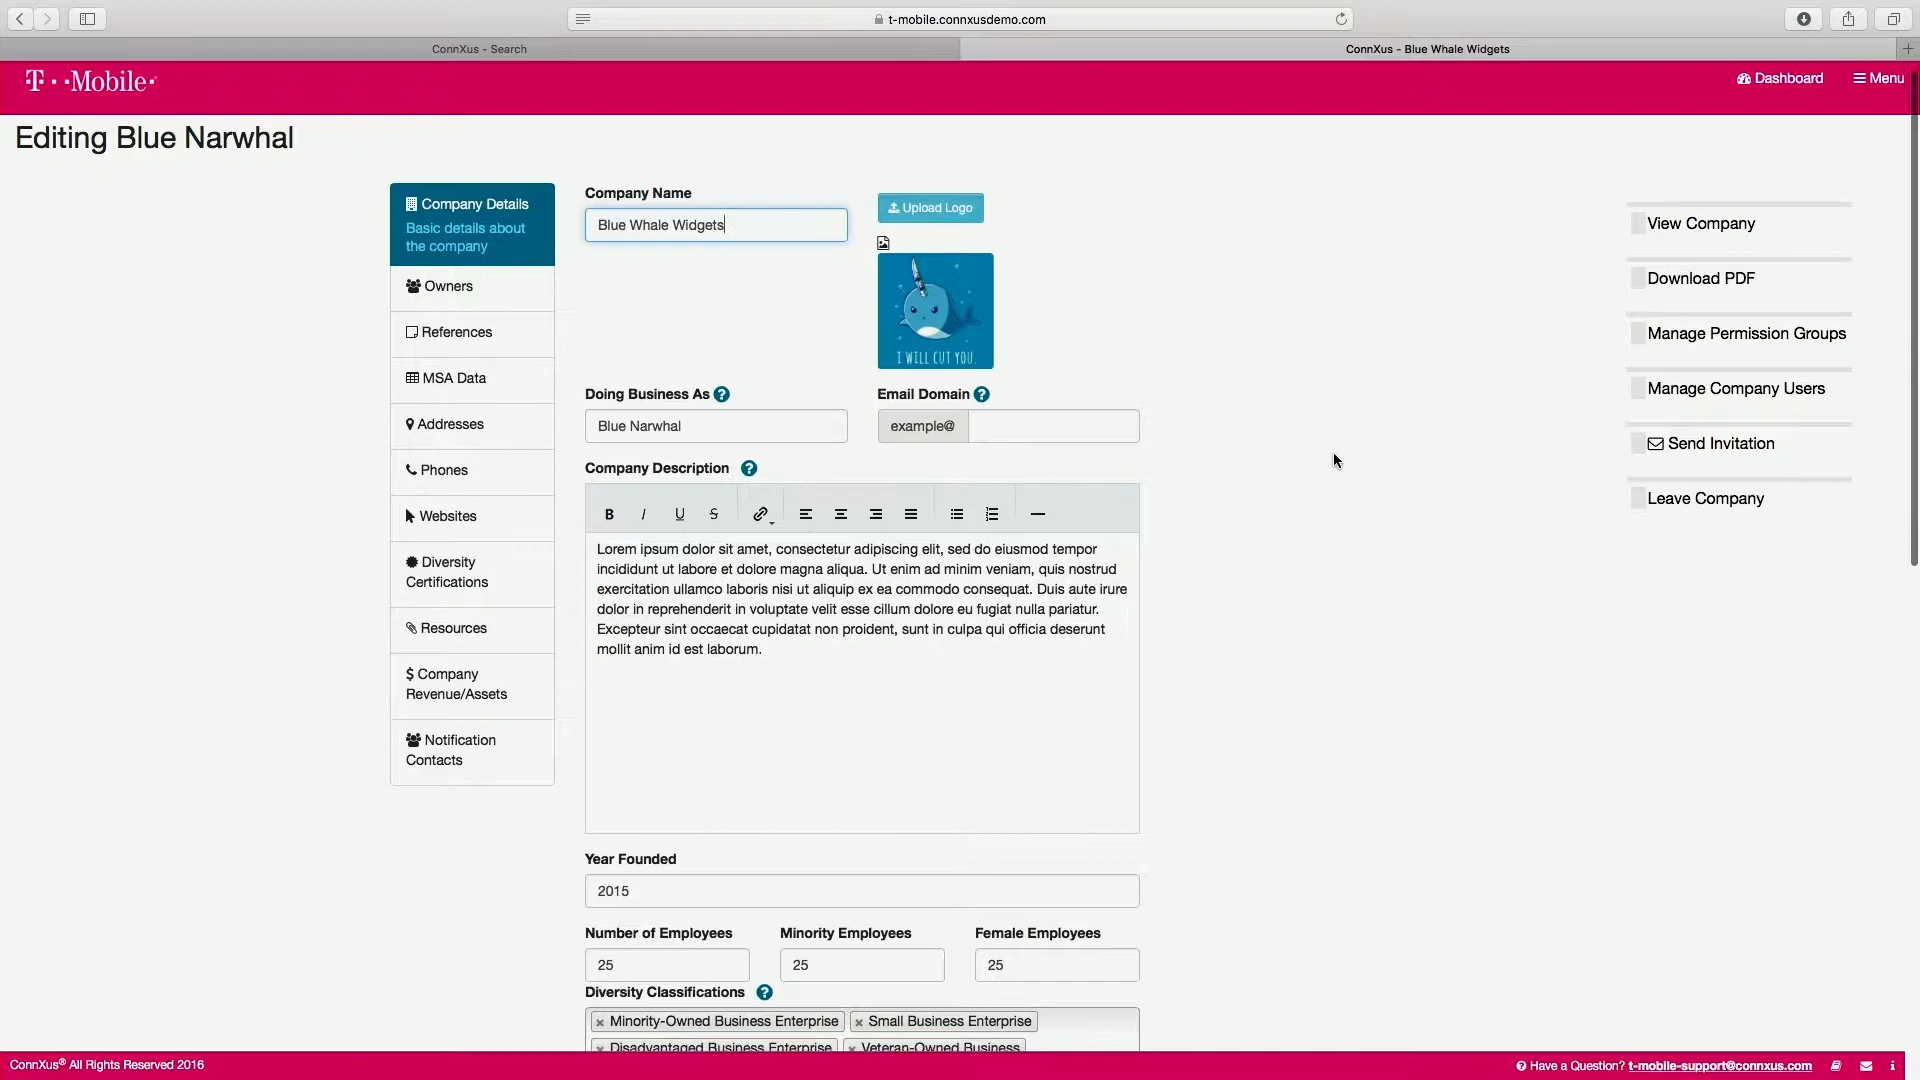 t-mobile.connxusdemo.com
ConnXus - Search
ConnXus - Blue Whale Widgets
T··Mobile·
Dashboard
Menu
Editing Blue Narwhal
Company Details
Basic details about
the company
Owners
References
MSA Data
Addresses
Phones
Websites
Diversity
Certifications
Resources
$ Company
Revenue/Assets
Notification
Contacts
Company Name
Blue Whale Widgets
Upload Logo
I WILL CUT YOU.
Doing Business As ?
Blue Narwhal
Email Domain ?
example@
Company Description ?
B I U S
Lorem ipsum dolor sit amet, consectetur adipiscing elit, sed do eiusmod tempor
incididunt ut labore et dolore magna aliqua. Ut enim ad minim veniam, quis nostrud
exercitation ullamco laboris nisi ut aliquip ex ea commodo consequat. Duis aute irure
dolor in reprehenderit in voluptate velit esse cillum dolore eu fugiat nulla pariatur.
Excepteur sint occaecat cupidatat non proident, sunt in culpa qui officia deserunt
mollit anim id est laborum.
Year Founded
2015
Number of Employees
25
Minority Employees
25
Female Employees
25
Diversity Classifications ?
× Minority-Owned Business Enterprise
× Small Business Enterprise
× Disadvantaged Business Enterprise
× Veteran-Owned Business
View Company
Download PDF
Manage Permission Groups
Manage Company Users
Send Invitation
Leave Company
ConnXus® All Rights Reserved 2016
Have a Question? t-mobile-support@connxus.com